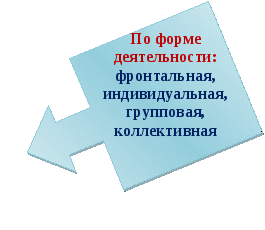 По форме
деятельности:
фронтальная,
индивидуальная,
групповая,
коллективная